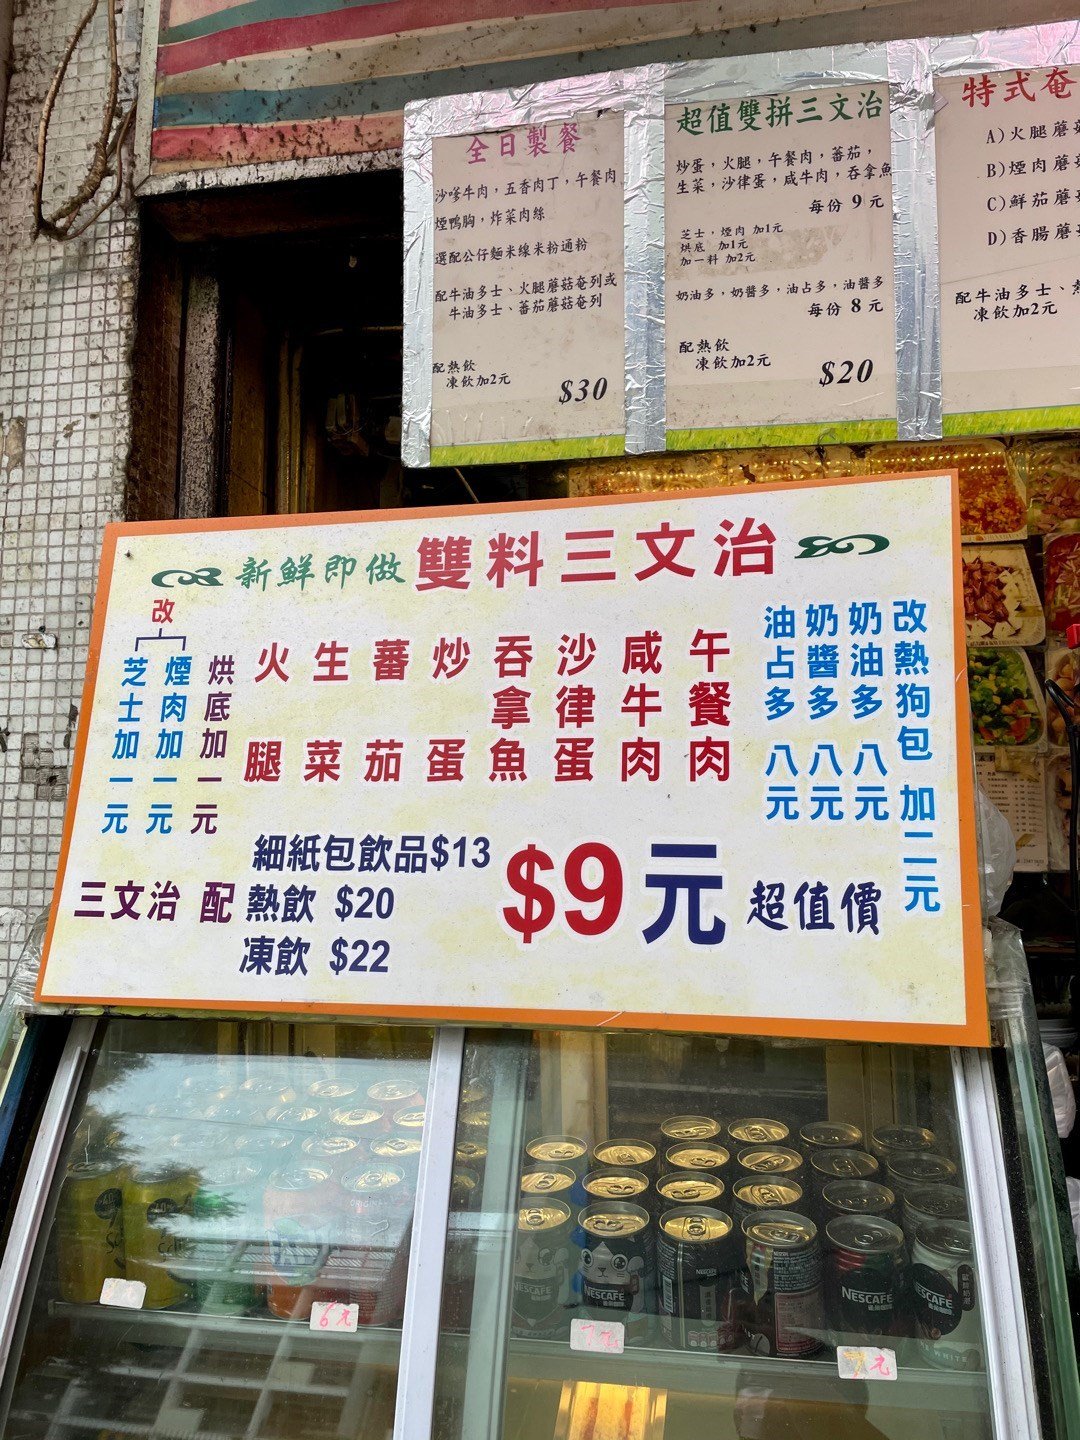 全日製餐
沙嗲牛肉，五香肉丁，午餐肉
煙鴨胸，炸菜肉絲
選配公仔麵米線米粉通粉
配牛油多士、火腿蘑菇奄列或
牛油多士、蕃茄蘑菇奄列
配熱飲
凍飲加2元
$30
超值雙拼三文治
炒蛋，火腿，午餐肉，蕃茄，
生菜，沙律蛋，咸牛肉，吞拿魚
每份 9 元
芝士，煙肉 加1元
烘底 加1元
加一料 加2元
奶油多，奶醬多，油占多，油醬多
每份 8 元
配熱飲
凍飲加2元
$20
特式奄
A)火腿蘑菇
B)煙肉蘑菇
C)鮮茄蘑菇
D)香腸蘑菇
配牛油多士、熱
凍飲加2元
新鮮即做 雙料三文治
改
芝士加一元
煙肉加一元
烘底加一元
火腿
生菜
蕃茄
炒蛋
吞拿魚
沙律蛋
咸牛肉
午餐肉
油占多 八元
奶醬多 八元
奶油多 八元
改熱狗包 加二元
三文治 配
細紙包飲品$13
熱飲 $20
凍飲 $22
$9元 超值價
NESCAFE
NESCAFE
NESCAFE
6元
7元
7元